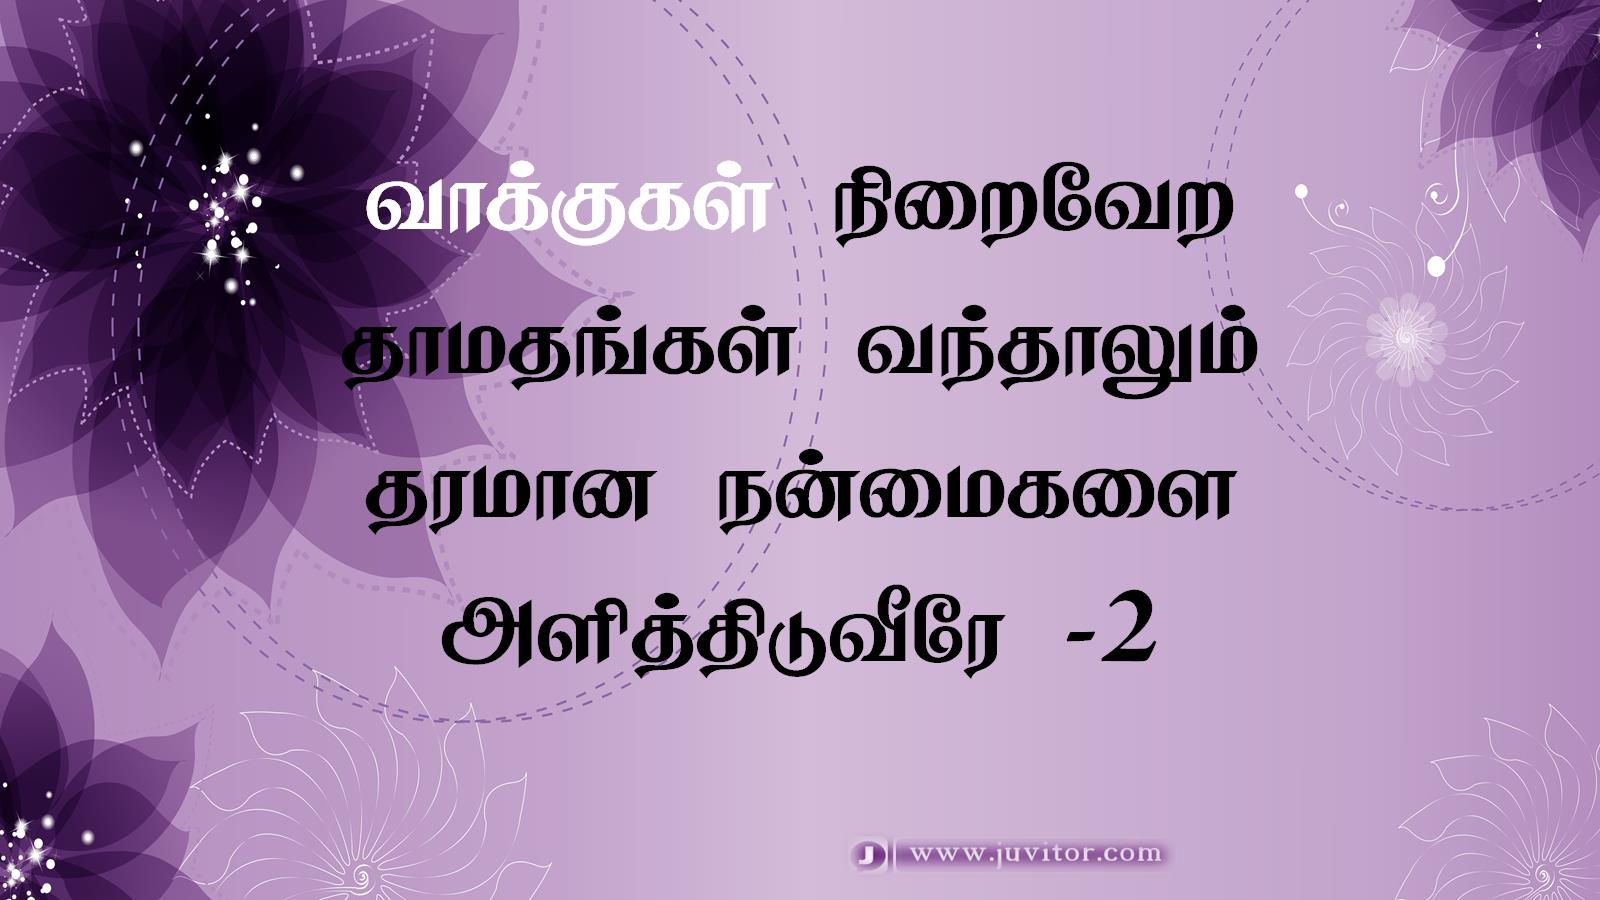 வாக்குகள் நிறைவேற
தாமதங்கள் வந்தாலும்
தரமான நன்மைகளை
அளித்திடுவீரே -2
J www.juvitor.com